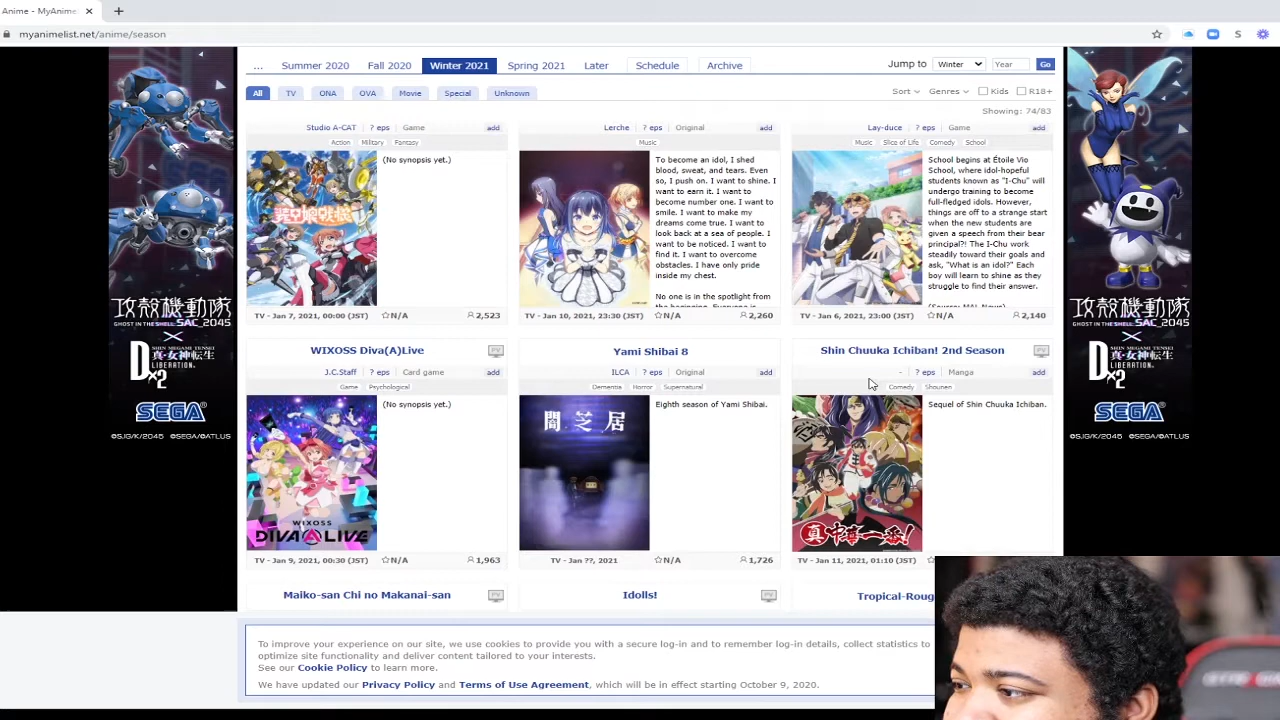 Anime - MyAnime
myanimelist.net/anime/season
S
... Summer 2020 Fall 2020 Winter 2021 Spring 2021 Later Schedule Archive Jump to Winter Year Go
All TV ONA OVA Movie Special Unknown Sort Genres Kids R18+
Showing: 74/83
Studio A-CAT ? eps Game add
Action Military Fantasy
(No synopsis yet.)
TV - Jan 7, 2021, 00:00 (JST) N/A 2,523
Lerche ? eps Original add
Music
To become an idol, I shed
blood, sweat, and tears. Even
so, I push on. I want to shine. I
want to earn it. I want to
become number one. I want to
smile. I want to make my
dreams come true. I want to
look back at a sea of people. I
want to be noticed. I want to
find it. I want to overcome
obstacles. I have only pride
inside my chest.
No one is in the spotlight from
TV - Jan 10, 2021, 23:30 (JST) N/A 2,260
Lay-duce ? eps Game add
Music Slice of Life Comedy School
School begins at Étoile Vio
School, where idol-hopeful
students known as "I-Chu" will
undergo training to become
full-fledged idols. However,
things are off to a strange start
when the new students are
given a speech from their bear
principal?! The I-Chu work
steadily toward their goals and
ask, "What is an idol?" Each
boy will learn to shine as they
struggle to find their answer.
(Source: MAL News)
TV - Jan 6, 2021, 23:00 (JST) N/A 2,140
WIXOSS Diva(A)Live
J.C.Staff ? eps Card game add
Game Psychological
(No synopsis yet.)
WIXOSS
DIVA A LIVE
TV - Jan 9, 2021, 00:30 (JST) N/A 1,963
Yami Shibai 8
ILCA ? eps Original add
Dementia Horror Supernatural
闇芝居
Eighth season of Yami Shibai.
TV - Jan ??, 2021 N/A 1,726
Shin Chuuka Ichiban! 2nd Season
- ? eps Manga add
Comedy Shounen
Sequel of Shin Chuuka Ichiban.
真中華一番!
TV - Jan 11, 2021, 01:10 (JST)
Maiko-san Chi no Makanai-san
Idolls!
Tropical-Roug
攻殻機動隊
GHOST IN THE SHELL: SAC_2045
×
D×2 真・女神転生
LIBERATION
SEGA
©S,I,G/K/2045 ©SEGA/©ATLUS
攻殻機動隊
GHOST IN THE SHELL: SAC_2045
×
D×2 真・女神転生
LIBERATION
SEGA
©S,I,G/K/2045 ©SEGA/©ATLUS
To improve your experience on our site, we use cookies to provide you with a secure log-in and to remember log-in details, collect statistics to
optimize site functionality and deliver content tailored to your interests.
See our Cookie Policy to learn more.
We have updated our Privacy Policy and Terms of Use Agreement, which will be in effect starting October 9, 2020.